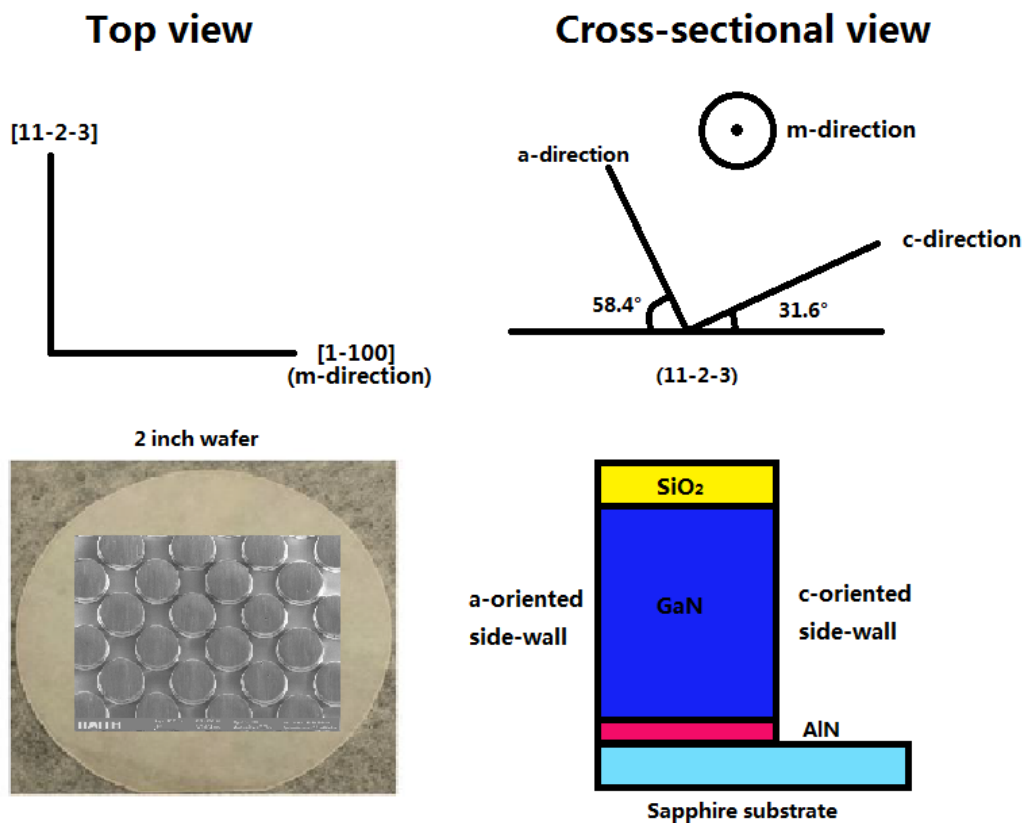 Top view
Cross-sectional view
[11-2-3]
[1-100]
(m-direction)
m-direction
a-direction
c-direction
58.4°
31.6°
(11-2-3)
2 inch wafer
SiO₂
GaN
a-oriented
side-wall
c-oriented
side-wall
AlN
Sapphire substrate